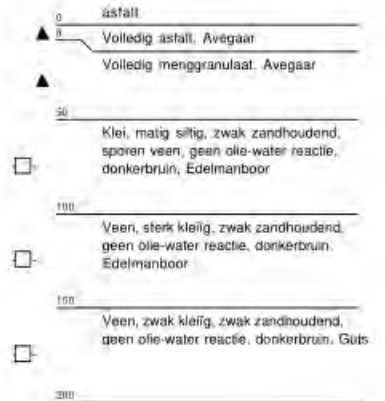 asfalt
0
8
Volledig asfalt, Avegaar
Volledig menggranulaat, Avegaar
50
Klei, matig siltig, zwak zandhoudend,
sporen veen, geen olie-water reactie,
donkerbruin, Edelmanboor
100
Veen, sterk kleiïg, zwak zandhoudend,
geen olie-water reactie, donkerbruin,
Edelmanboor
150
Veen, zwak kleiïg, zwak zandhoudend,
geen olie-water reactie, donkerbruin, Guts
200